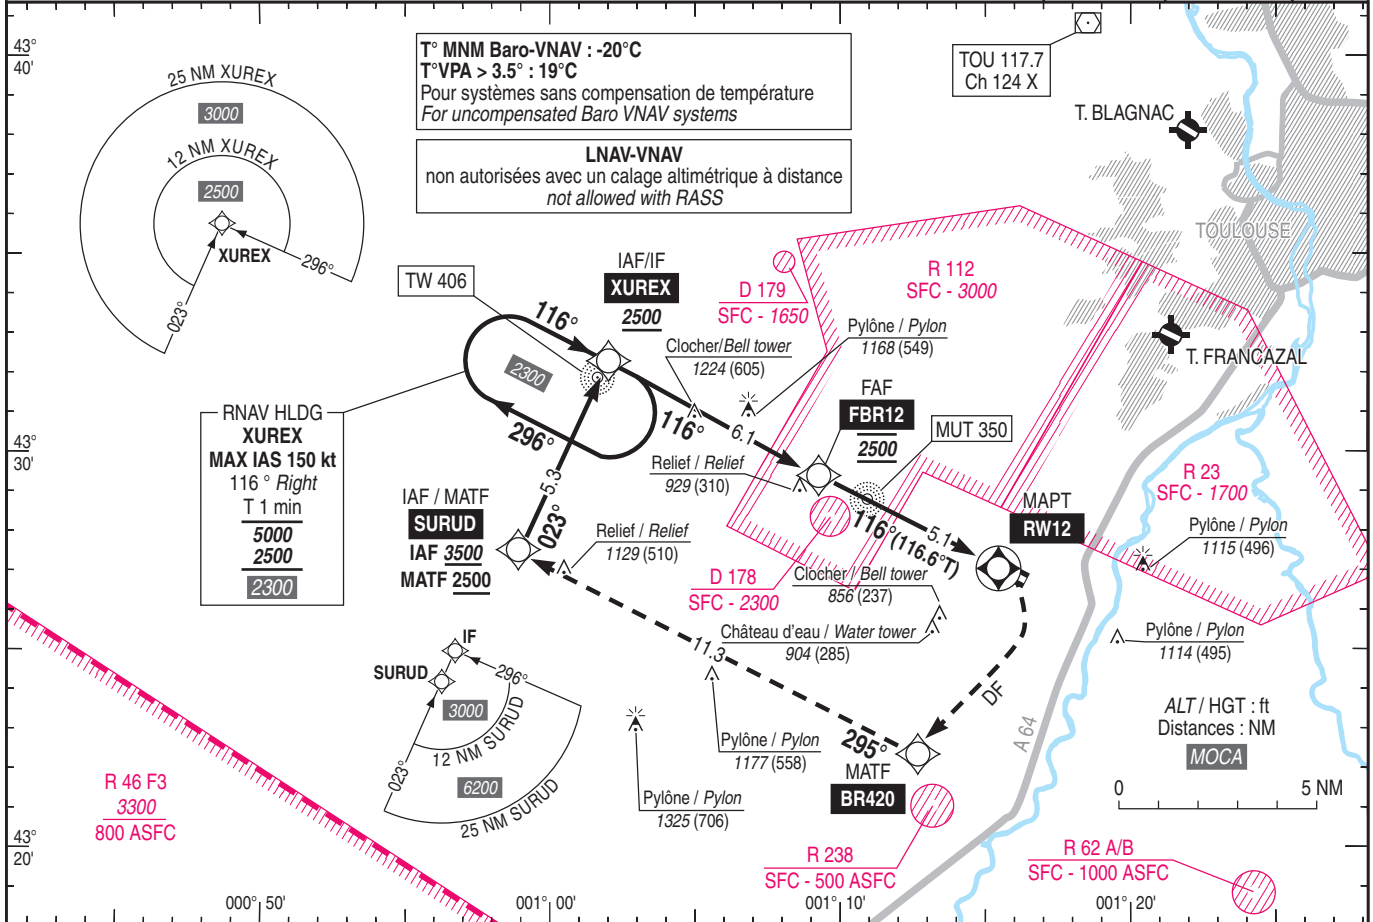 43°
40'
25 NM XUREX
3000
12 NM XUREX
2500
XUREX
296°
023°
T° MNM Baro-VNAV : -20°C
T°VPA > 3.5° : 19°C
Pour systèmes sans compensation de température
For uncompensated Baro VNAV systems
LNAV-VNAV
non autorisées avec un calage altimétrique à distance
not allowed with RASS
TOU 117.7
Ch 124 X
T. BLAGNAC
TOULOUSE
T. FRANCAZAL
TW 406
IAF/IF
XUREX
2500
116°
2300
296°
116°
6.1
D 179
SFC - 1650
R 112
SFC - 3000
Clocher/Bell tower
1224 (605)
Pylône / Pylon
1168 (549)
FAF
FBR12
2500
MUT 350
RNAV HLDG
XUREX
MAX IAS 150 kt
116 ° Right
T 1 min
5000
2500
2300
43°
30'
Relief / Relief
929 (310)
R 23
SFC - 1700
IAF / MATF
SURUD
IAF 3500
MATF 2500
5.3
023°
Relief / Relief
1129 (510)
116°(116.6°T)
5.1
MAPT
RW12
Pylône / Pylon
1115 (496)
D 178
SFC - 2300
Clocher / Bell tower
856 (237)
Château d'eau / Water tower
904 (285)
Pylône / Pylon
1114 (495)
IF
SURUD
296°
3000
12 NM SURUD
023°
6200
25 NM SURUD
11.3
DF
295°
MATF
BR420
Pylône / Pylon
1177 (558)
Pylône / Pylon
1325 (706)
A 64
ALT / HGT : ft
Distances : NM
MOCA
0
5 NM
R 46 F3
3300
800 ASFC
43°
20'
R 238
SFC - 500 ASFC
R 62 A/B
SFC - 1000 ASFC
000°50'
001°00'
001°10'
001°20'